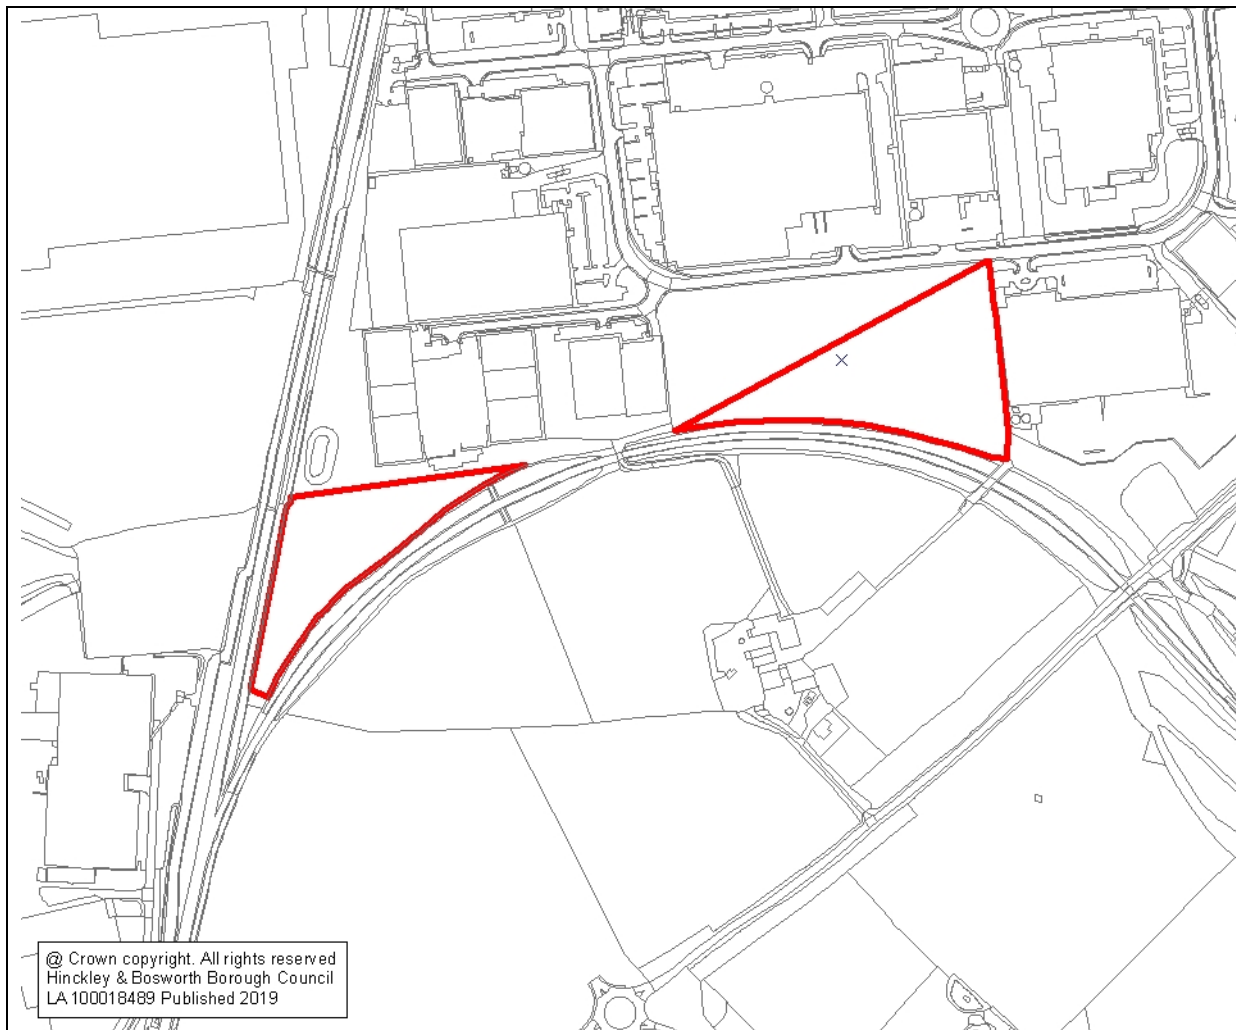 @ Crown copyright. All rights reserved
Hinckley & Bosworth Borough Council
LA 100018489 Published 2019